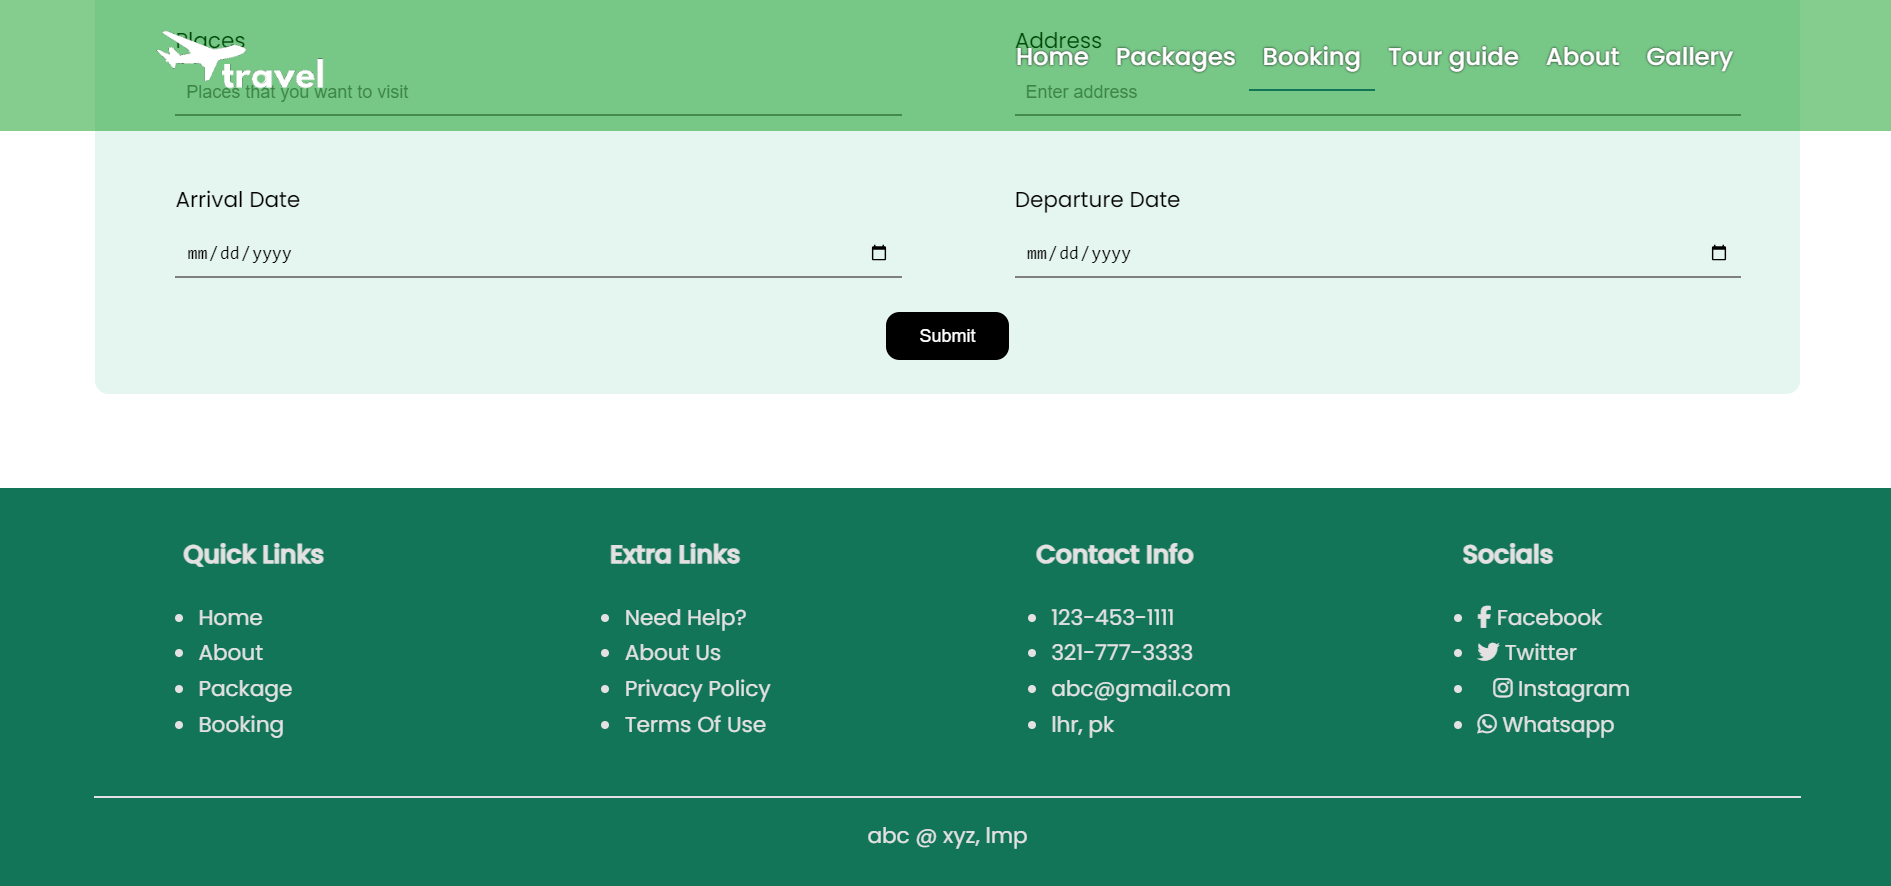 Places
Address
travel
Home Packages Booking Tour guide About Gallery
Places that you want to visit
Enter address
Arrival Date
Departure Date
mm/dd/yyyy
mm/dd/yyyy
Submit
Quick Links
Home
About
Package
Booking
Extra Links
Need Help?
About Us
Privacy Policy
Terms Of Use
Contact Info
123-453-1111
321-777-3333
abc@gmail.com
lhr, pk
Socials
Facebook
Twitter
Instagram
Whatsapp
abc @ xyz, lmp